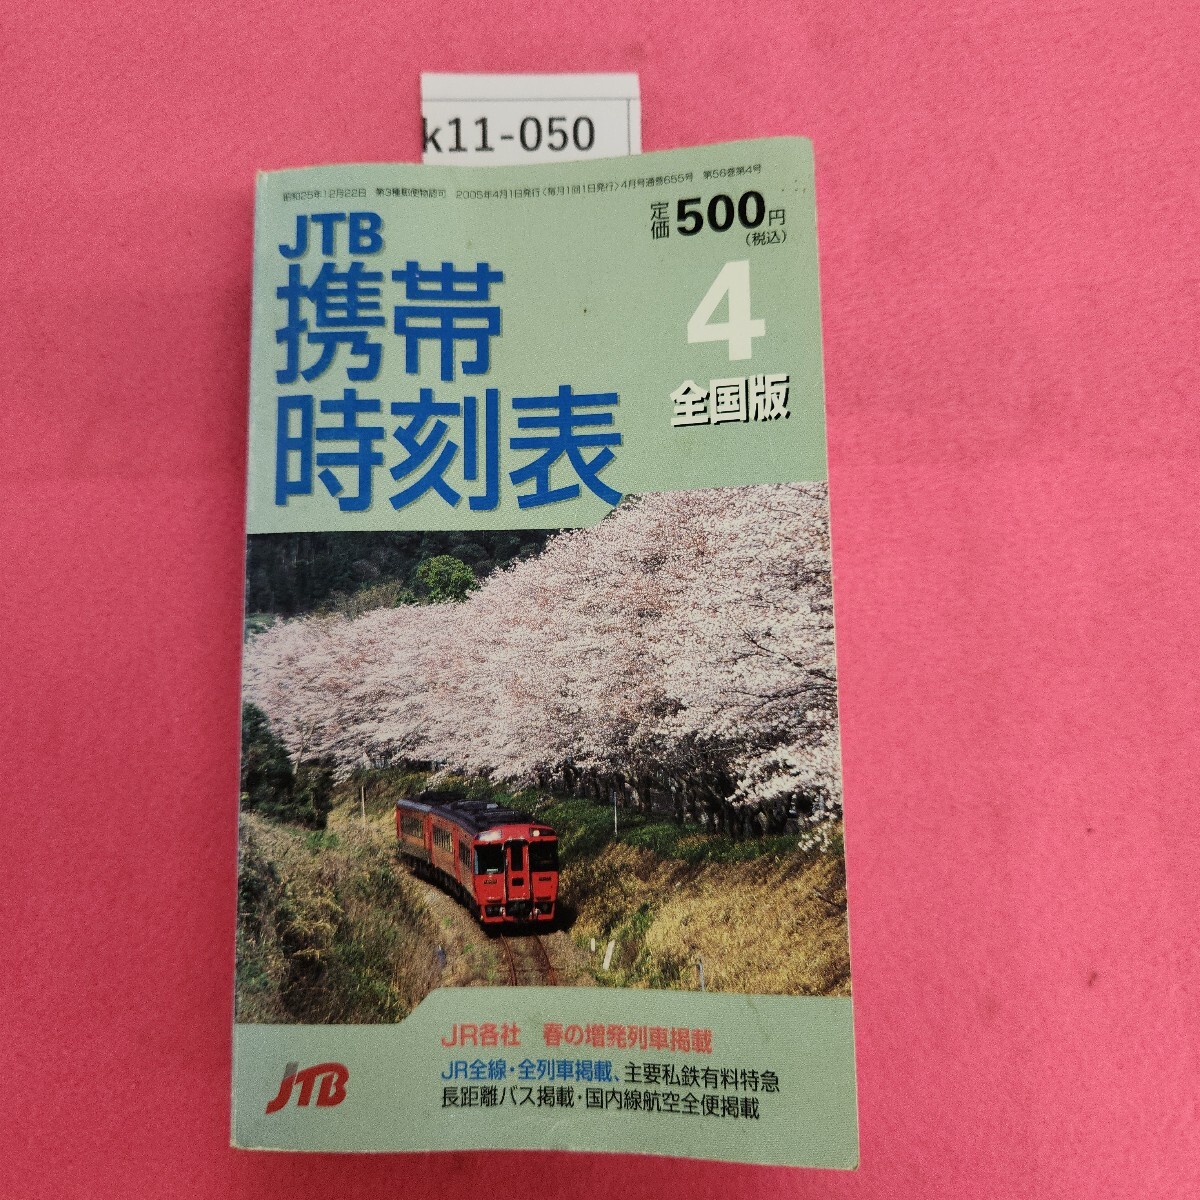 k11-050
昭和25年12月22日 第3種郵便物認可 2005年4月1日発行〈毎月1回1日発行〉4月号通巻655号 第56巻第4号
JTB
携帯
時刻表
定価500円
(税込)
4
全国版
JR各社 春の増発列車掲載
JR全線・全列車掲載、主要私鉄有料特急
長距離バス掲載・国内線航空全便掲載
JTB